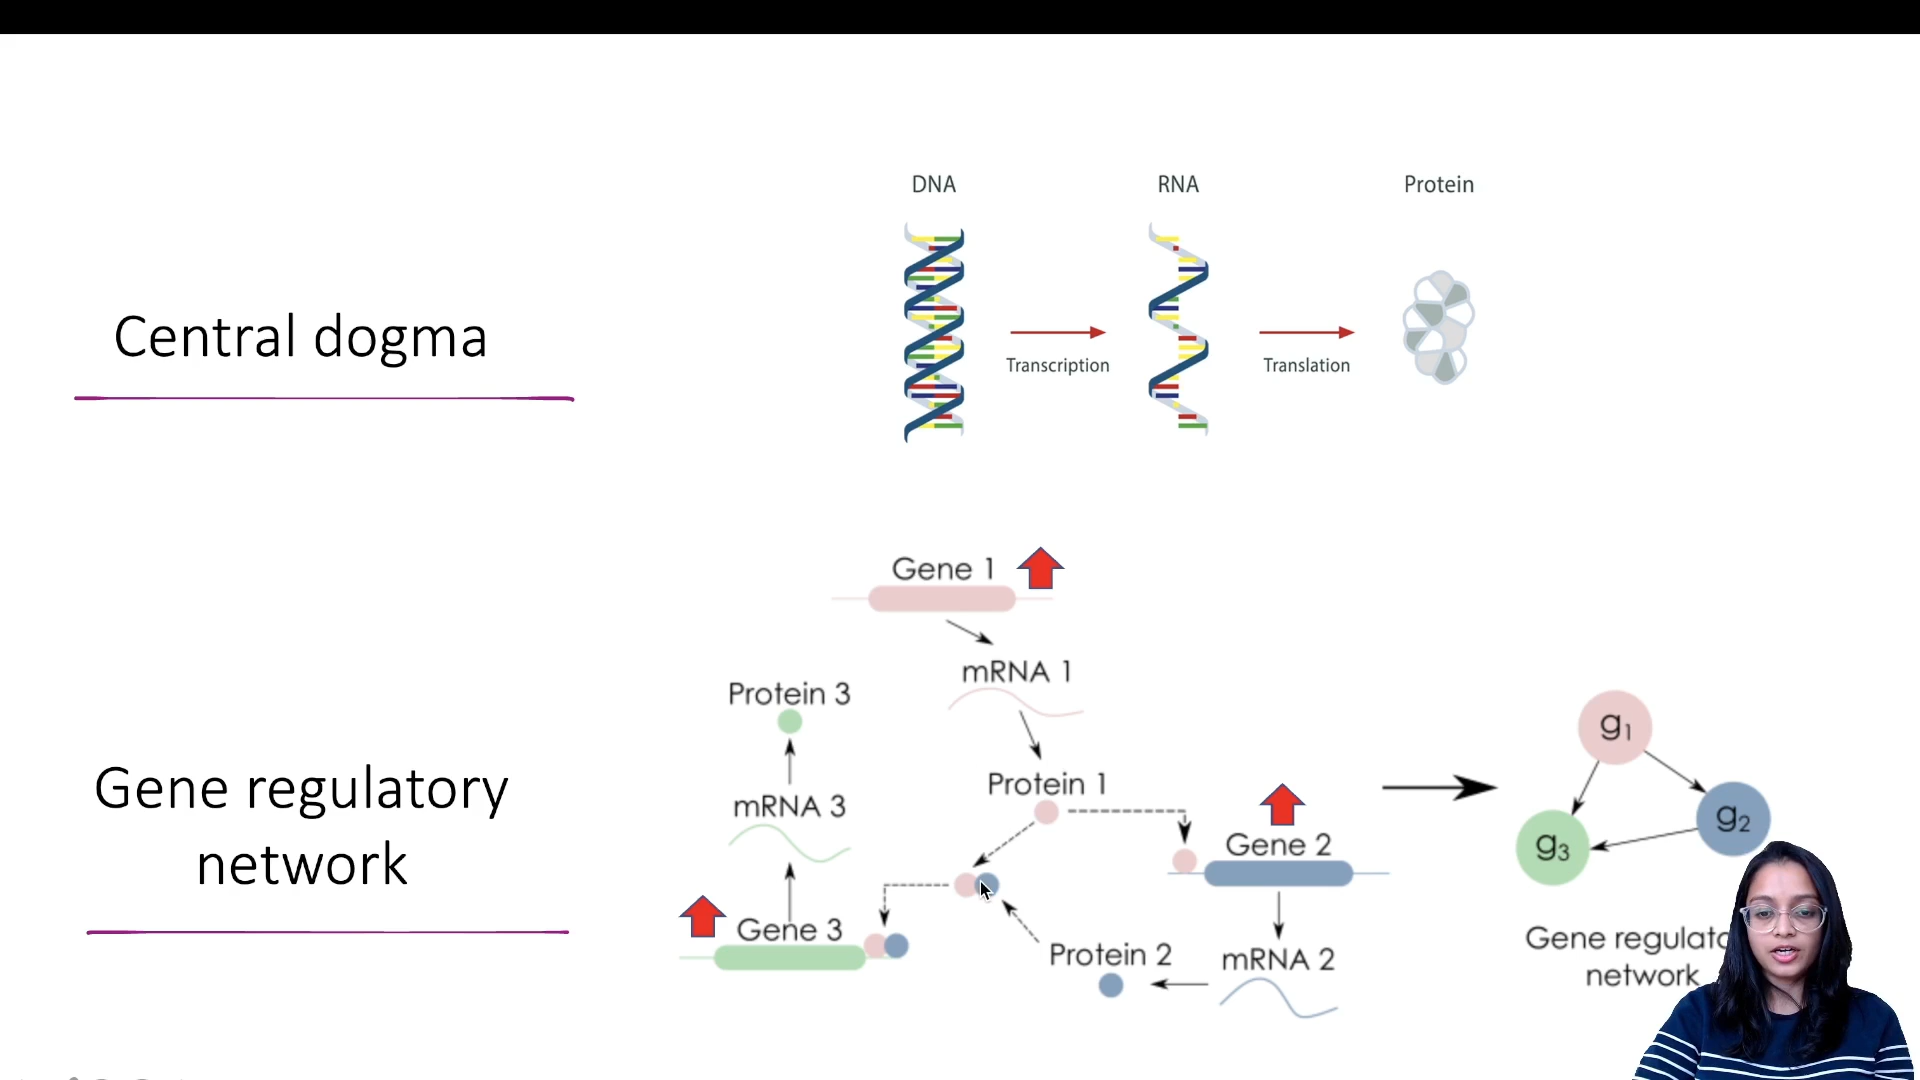 DNA
RNA
Protein
Transcription
Translation
Central dogma
Gene 1
mRNA 1
Protein 3
mRNA 3
Protein 1
Gene 2
Gene 3
Protein 2
mRNA 2
g1
g2
g3
Gene regulatory
network
Gene regulato
network